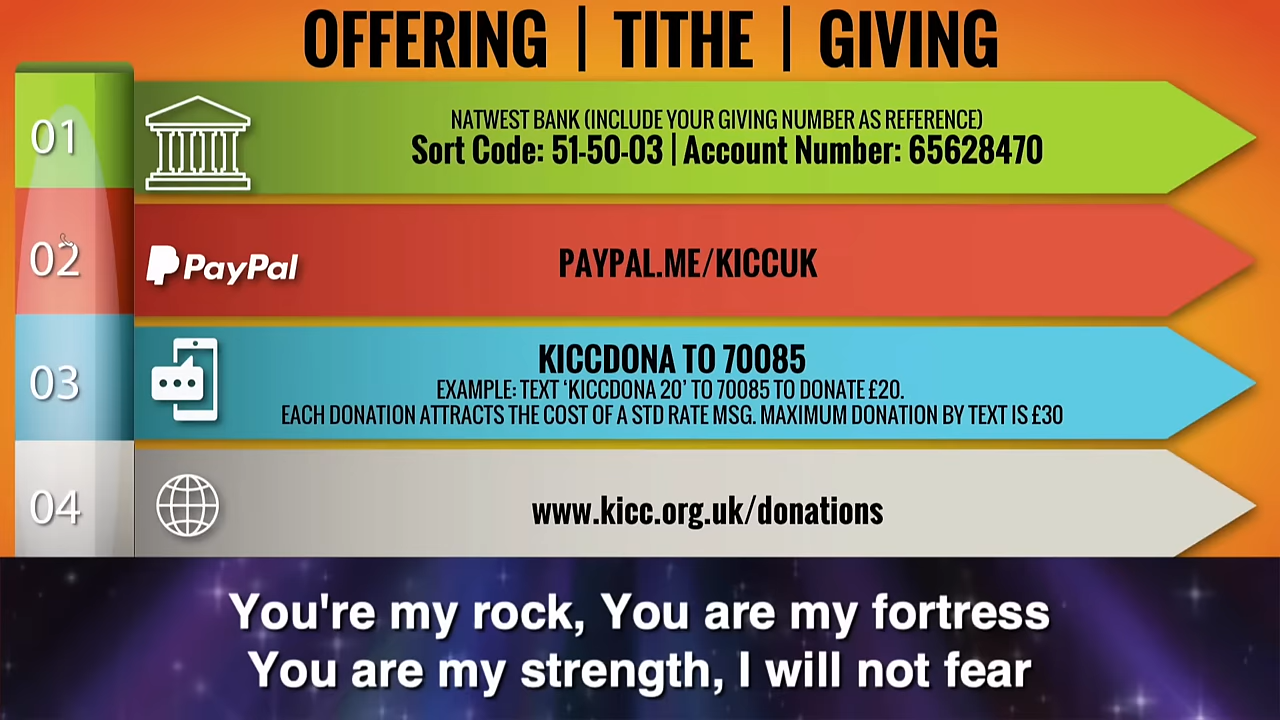 OFFERING | TITHE | GIVING
01
NATWEST BANK (INCLUDE YOUR GIVING NUMBER AS REFERENCE)
Sort Code: 51-50-03 | Account Number: 65628470
02
PayPal
PAYPAL.ME/KICCUK
03
KICCDONA TO 70085
EXAMPLE: TEXT ‘KICCDONA 20’ TO 70085 TO DONATE £20.
EACH DONATION ATTRACTS THE COST OF A STD RATE MSG. MAXIMUM DONATION BY TEXT IS £30
04
www.kicc.org.uk/donations
You're my rock, You are my fortress
You are my strength, I will not fear